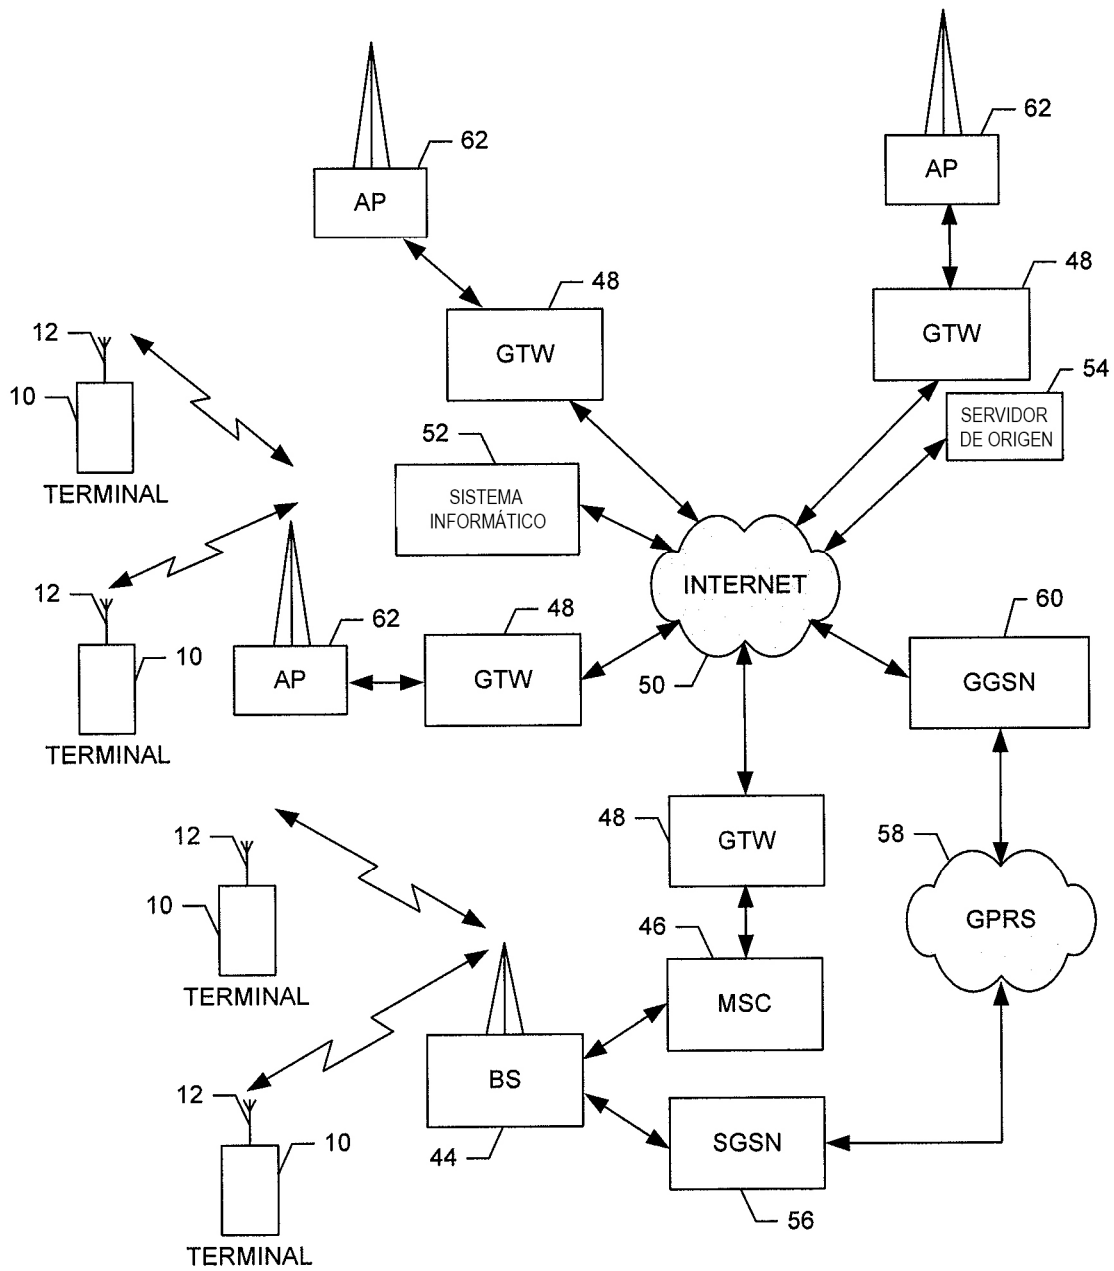 62
AP
62
AP
48
GTW
48
GTW
12
10
TERMINAL
54
SERVIDOR
DE ORIGEN
52
SISTEMA
INFORMÁTICO
INTERNET
50
12
10
TERMINAL
62
AP
48
GTW
60
GGSN
48
GTW
58
GPRS
12
10
TERMINAL
46
MSC
BS
44
12
10
TERMINAL
SGSN
56